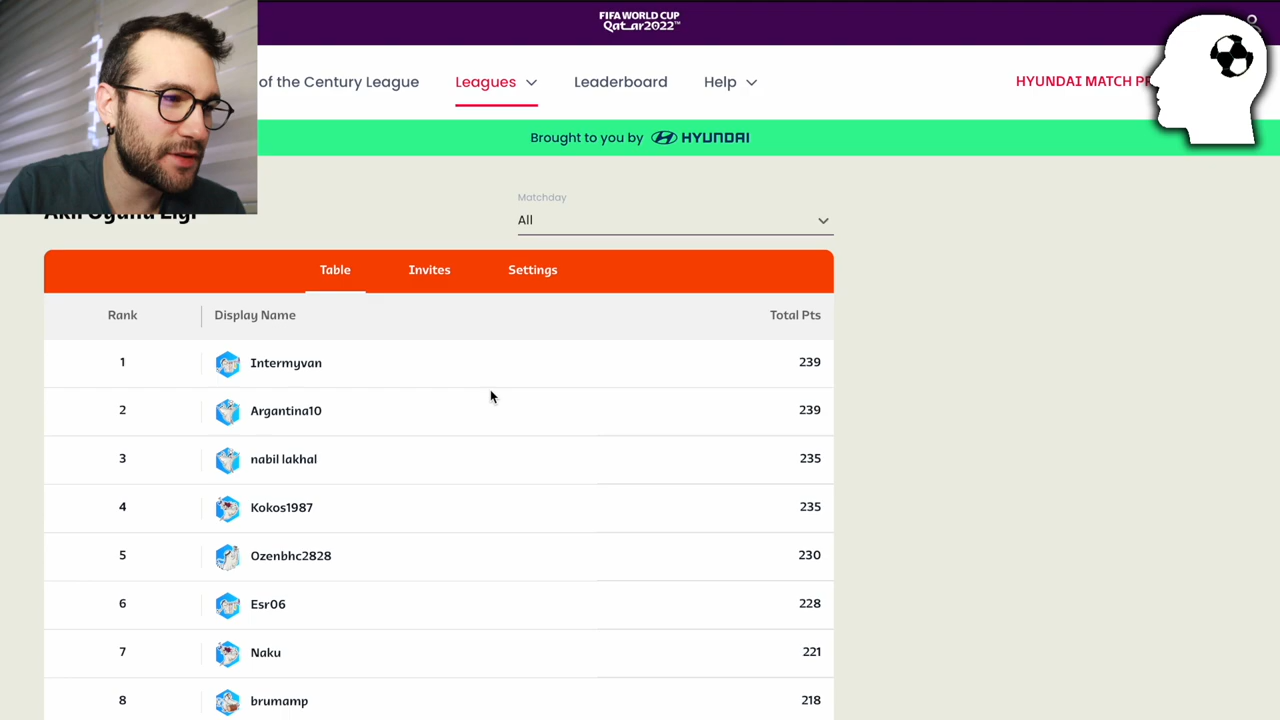 FIFA WORLD CUP
Qatar2022
of the Century League
Leagues
Leaderboard
Help
HYUNDAI MATCH
Brought to you by HYUNDAI
Matchday
All
Table
Invites
Settings
Rank
Display Name
Total Pts
1 Intermyvan 239
2 Argantina10 239
3 nabil lakhal 235
4 Kokos1987 235
5 Ozenbhc2828 230
6 Esr06 228
7 Naku 221
8 brumamp 218